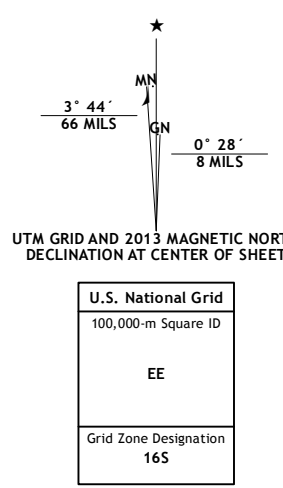 ★
MN
3° 44´
66 MILS
GN
0° 28´
8 MILS
UTM GRID AND 2013 MAGNETIC NORT
DECLINATION AT CENTER OF SHEET
U.S. National Grid
100,000-m Square ID
EE
Grid Zone Designation
16S